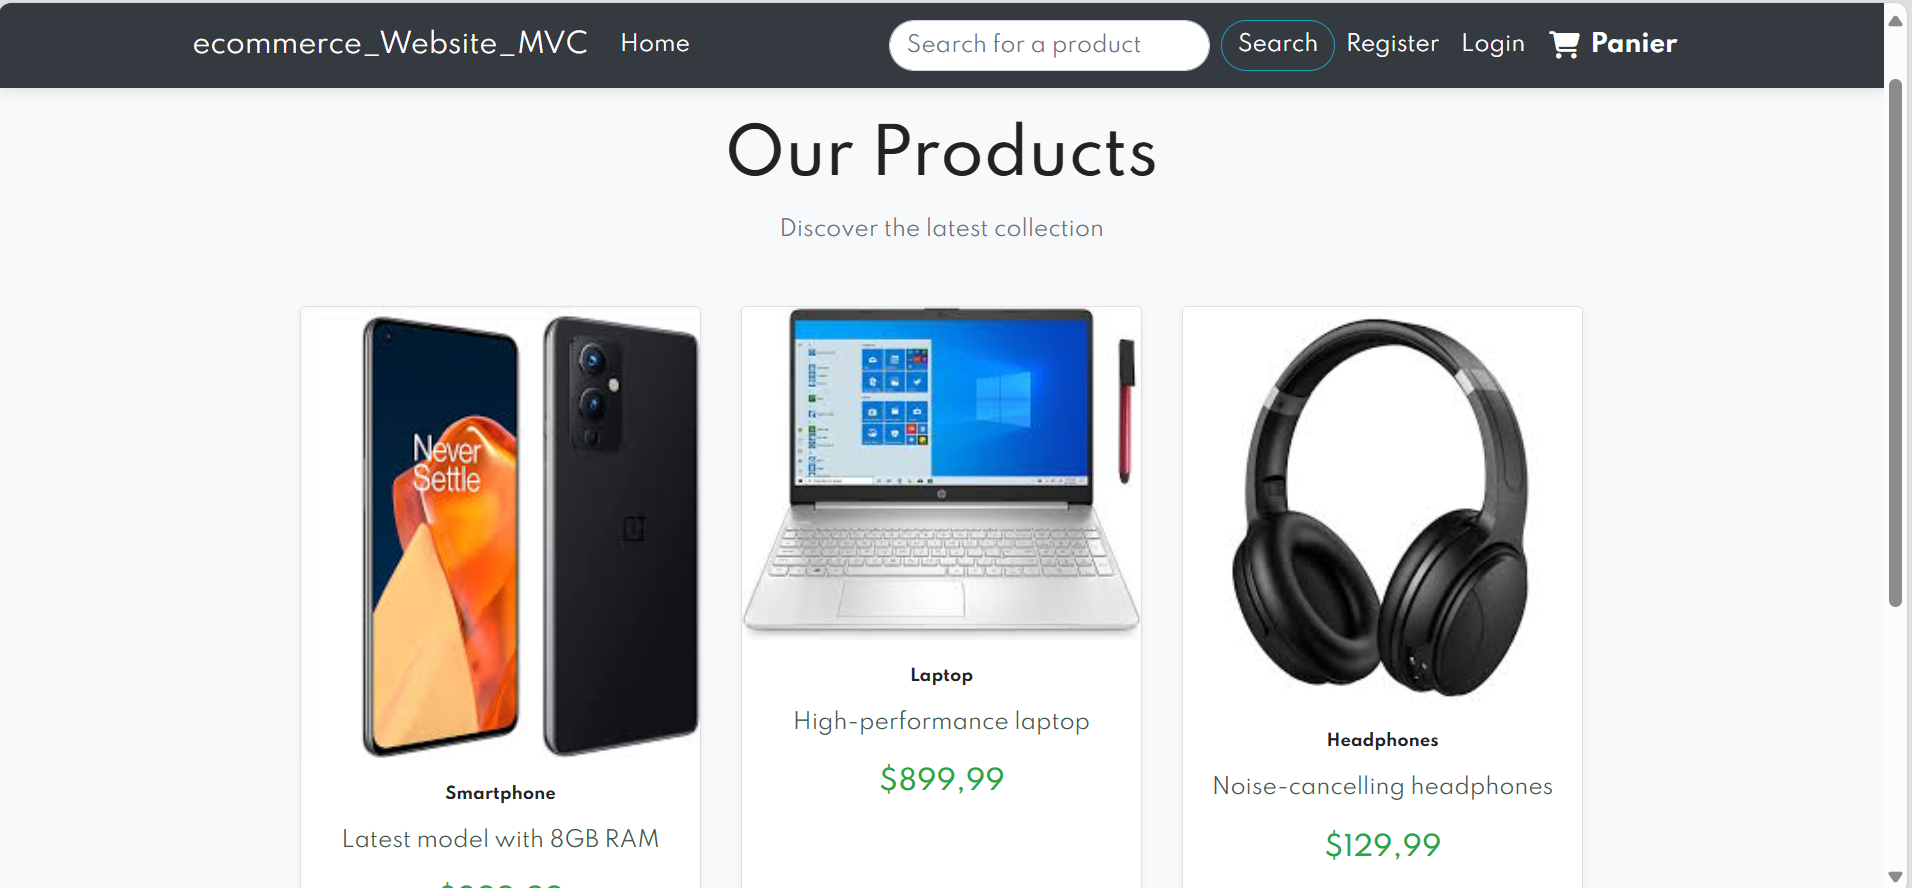 ecommerce_Website_MVC Home Search for a product Search Register Login Panier
Our Products
Discover the latest collection
Never
Settle
Smartphone
Latest model with 8GB RAM
Laptop
High-performance laptop
$899,99
Headphones
Noise-cancelling headphones
$129,99